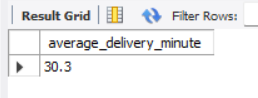 Result Grid Filter Rows:
average_delivery_minute
30.3